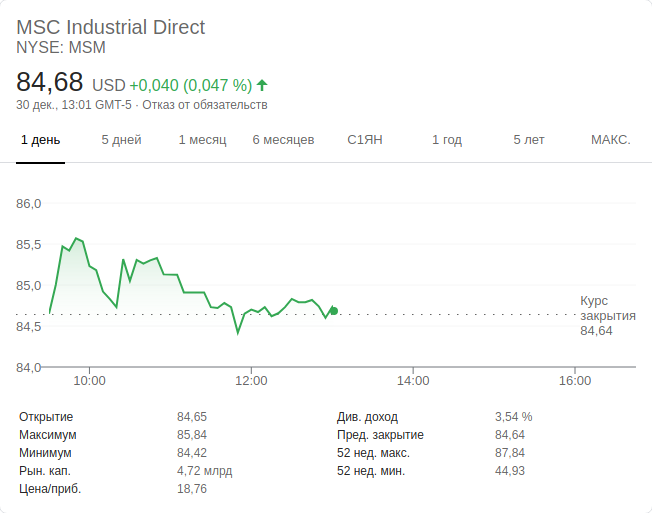 MSC Industrial Direct
NYSE: MSM
84,68 USD +0,040 (0,047 %)
30 дек., 13:01 GMT-5 · Отказ от обязательств
1 день 5 дней 1 месяц 6 месяцев С1ЯН 1 год 5 лет МАКС.
86,0
85,5
85,0
84,5
84,0
Курс
закрытия
84,64
10:00 12:00 14:00 16:00
Открытие 84,65 Див. доход 3,54 %
Максимум 85,84 Пред. закрытие 84,64
Минимум 84,42 52 нед. макс. 87,84
Рын. кап. 4,72 млрд 52 нед. мин. 44,93
Цена/приб. 18,76